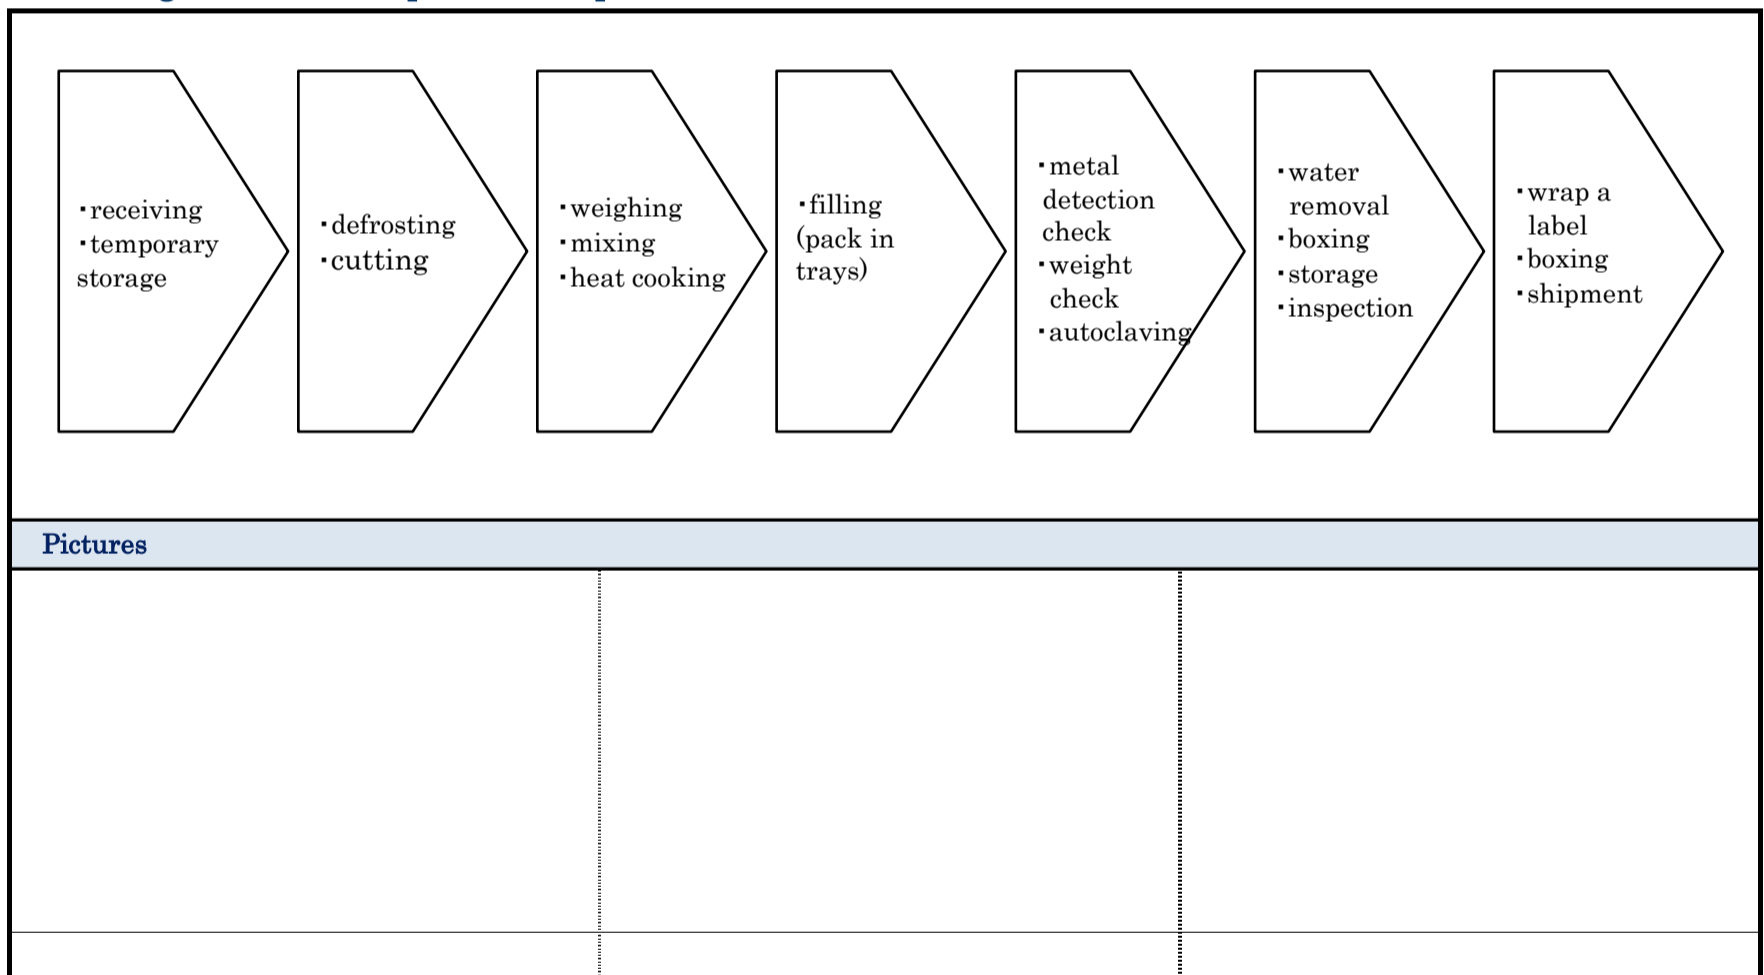 ・receiving
・temporary
storage
・defrosting
・cutting
・weighing
・mixing
・heat cooking
・filling
(pack in
trays)
・metal
detection
check
・weight
check
・autoclaving
・water
removal
・boxing
・storage
・inspection
・wrap a
label
・boxing
・shipment
Pictures